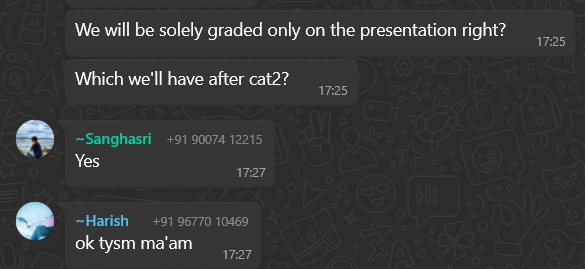 We will be solely graded only on the presentation right?
17:25
Which we'll have after cat2?
17:25
~Sanghasri +91 90074 12215
Yes
17:27
~Harish +91 96770 10469
ok tysm ma'am
17:27
Hi